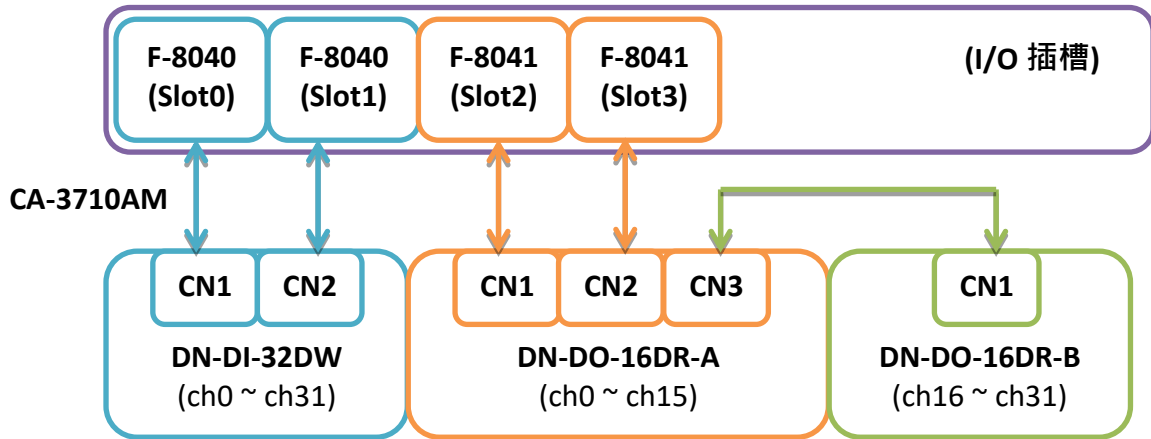 F-8040 F-8040 F-8041 F-8041 (I/O 插槽)
(Slot0) (Slot1) (Slot2) (Slot3)
CA-3710AM
CN1 CN2 CN1 CN2 CN3 CN1
DN-DI-32DW DN-DO-16DR-A DN-DO-16DR-B
(ch0 ~ ch31) (ch0 ~ ch15) (ch16 ~ ch31)